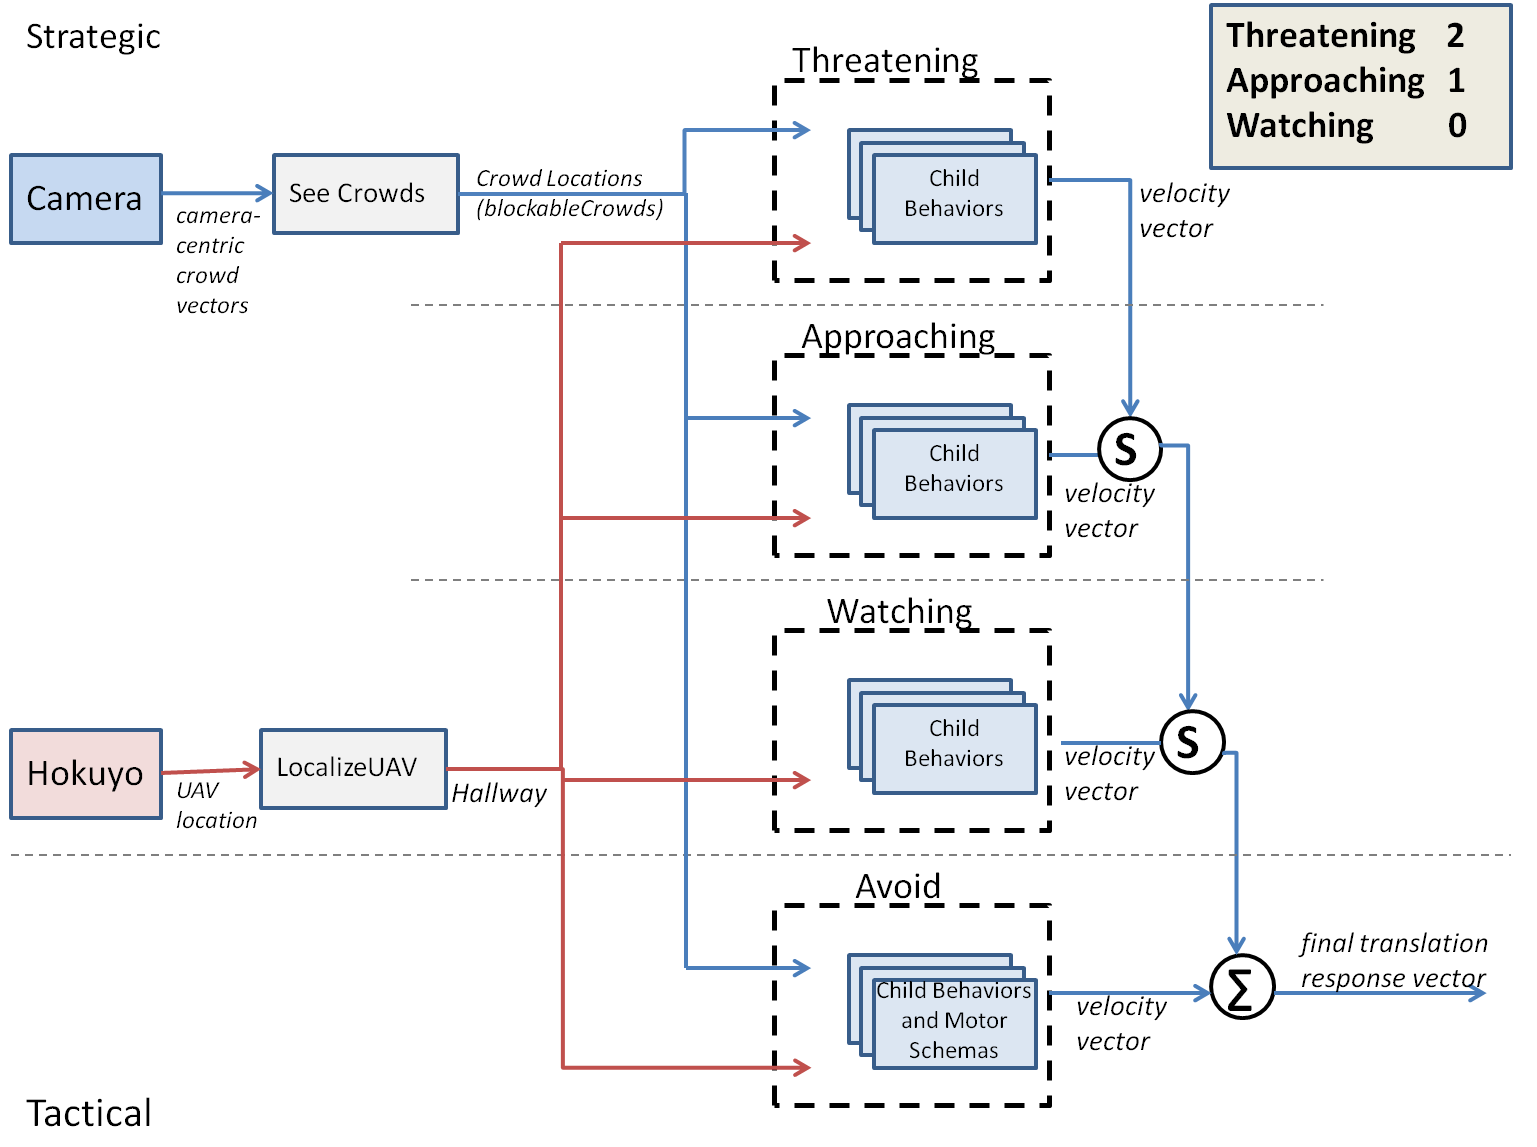 Strategic
Threatening 2
Approaching 1
Watching 0
Threatening
Camera
See Crowds
Crowd Locations
(blockableCrowds)
camera-
centric
crowd
vectors
Child
Behaviors
velocity
vector
Approaching
Child
Behaviors
S
velocity
vector
Watching
Child
Behaviors
S
velocity
vector
Hokuyo
LocalizeUAV
UAV
location
Hallway
Avoid
Child Behaviors
and Motor
Schemas
velocity
vector
∑
final translation
response vector
Tactical